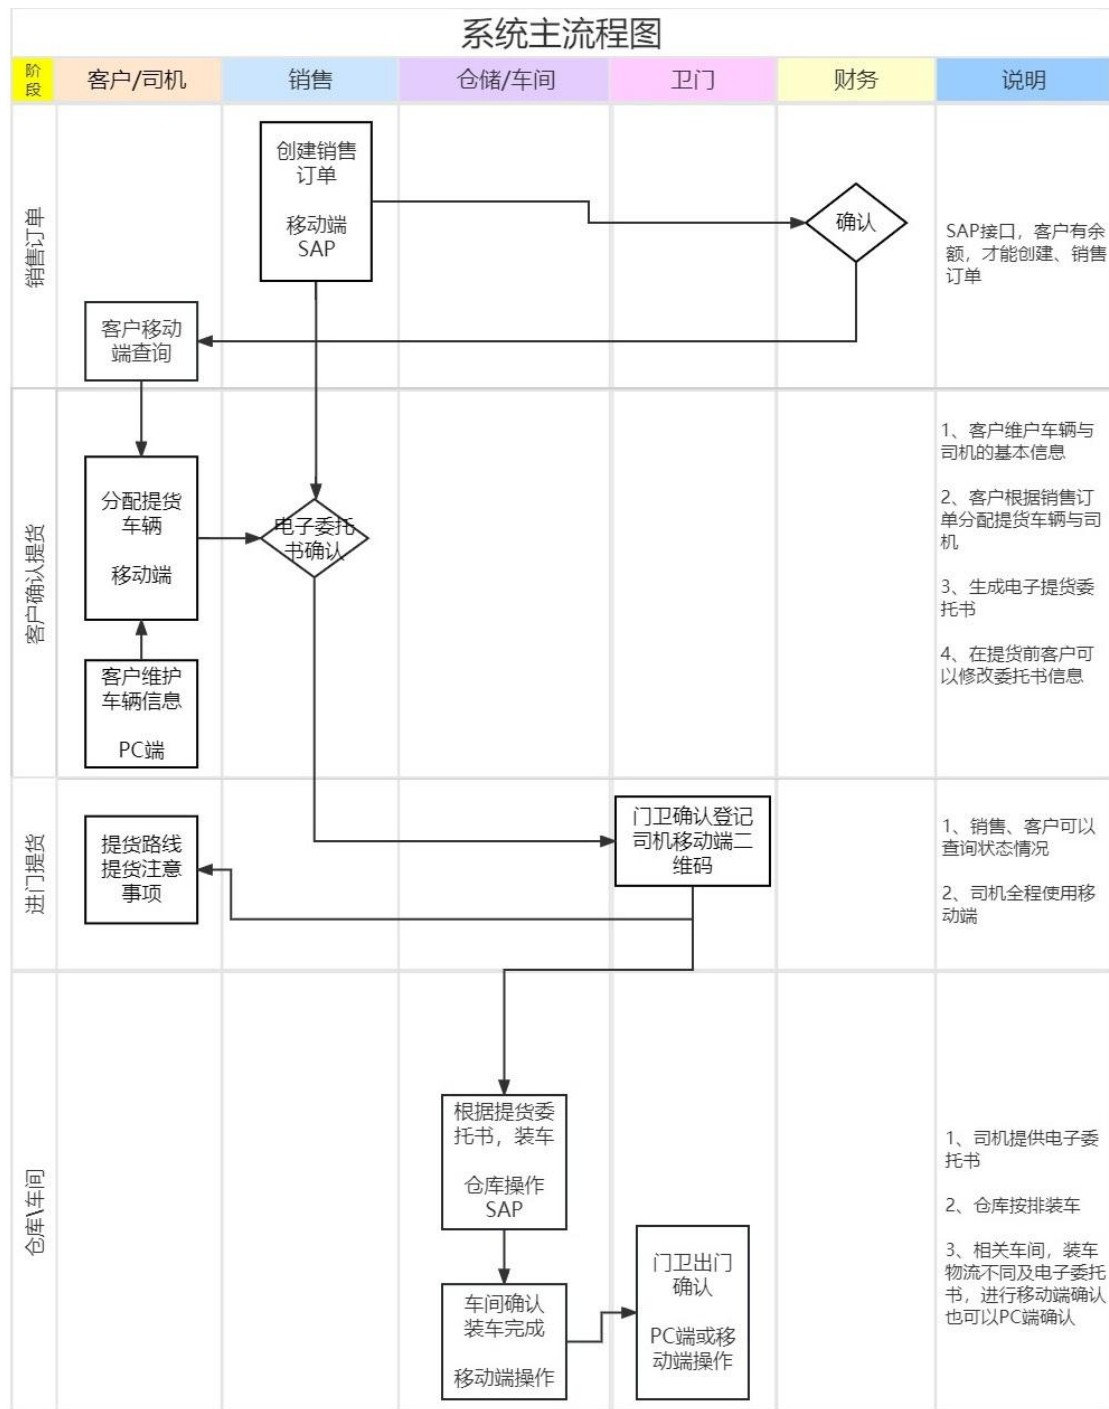 系统主流程图
阶
段
客户/司机
销售
仓储/车间
卫门
财务
说明
销售订单
创建销售
订单
移动端
SAP
确认
SAP接口，客户有余
额，才能创建、销售
订单
客户移动
端查询
客户确认提货
分配提货
车辆
移动端
电子委托
书确认
客户维护
车辆信息
PC端
1、客户维户车辆与
司机的基本信息
2、客户根据销售订
单分配提货车辆与司
机
3、生成电子提货委
托书
4、在提货前客户可
以修改委托书信息
进门提货
提货路线
提货注意
事项
门卫确认登记
司机移动端二
维码
1、销售、客户可以
查询状态情况
2、司机全程使用移
动端
仓库\车间
根据提货委
托书，装车
仓库操作
SAP
车间确认
装车完成
移动端操作
门卫出门
确认
PC端或移
动端操作
1、司机提供电子委
托书
2、仓库按排装车
3、相关车间，装车
物流不同及电子委托
书，进行移动端确认
也可以PC端确认